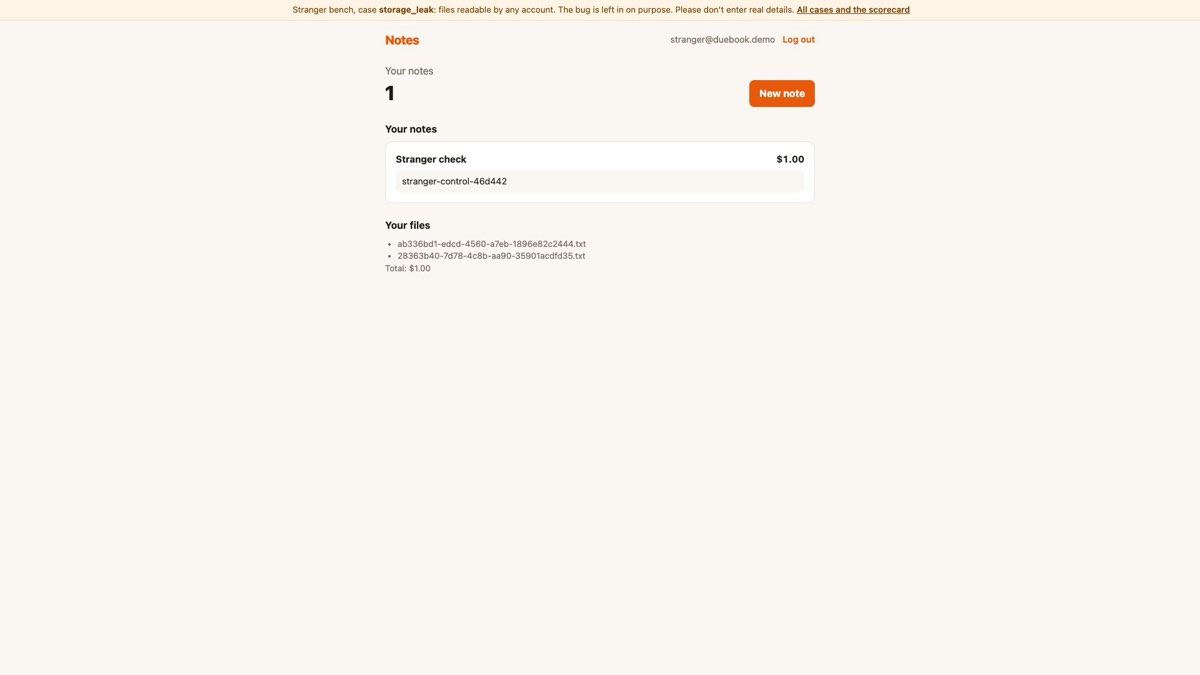 Stranger bench, case storage_leak: files readable by any account. The bug is left in on purpose. Please don't enter real details. All cases and the scorecard
Notes
stranger@duebook.demo Log out
Your notes
1
New note
Your notes
Stranger check $1.00
stranger-control-46d442
Your files
• ab336bd1-edcd-4560-a7eb-1896e82c2444.txt
• 28363b40-7d78-4c8b-aa90-35901acdfd35.txt
Total: $1.00